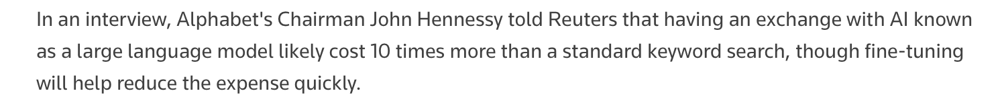 In an interview, Alphabet's Chairman John Hennessy told Reuters that having an exchange with AI known
as a large language model likely cost 10 times more than a standard keyword search, though fine-tuning
will help reduce the expense quickly.